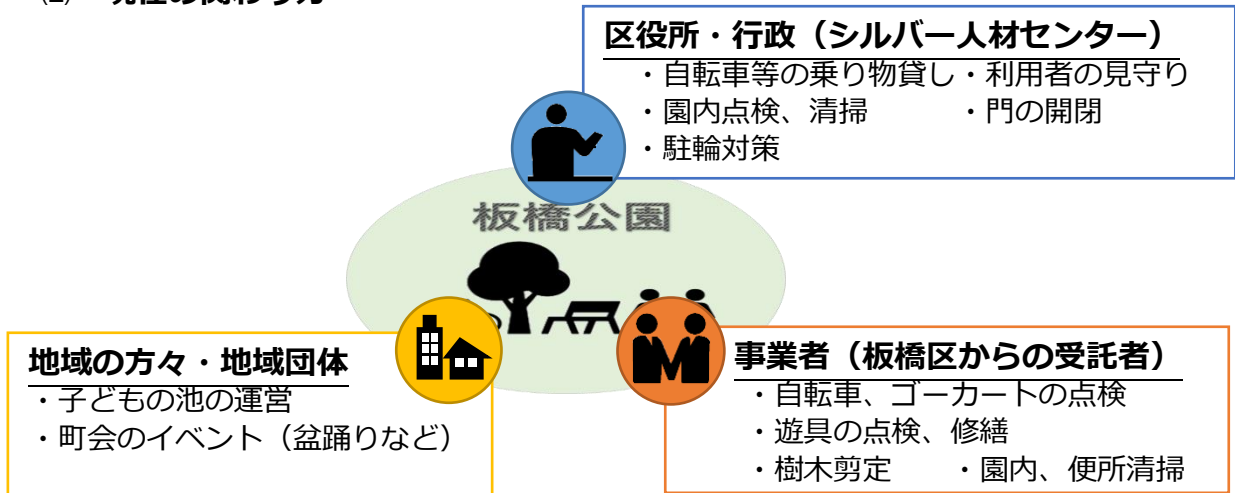 区役所・行政（シルバー人材センター）
・自転車等の乗り物貸し・利用者の見守り
・園内点検、清掃　・門の開閉
・駐輪対策
板橋公園
地域の方々・地域団体
・子どもの池の運営
・町会のイベント（盆踊りなど）
事業者（板橋区からの受託者）
・自転車、ゴーカートの点検
・遊具の点検、修繕
・樹木剪定　・園内、便所清掃